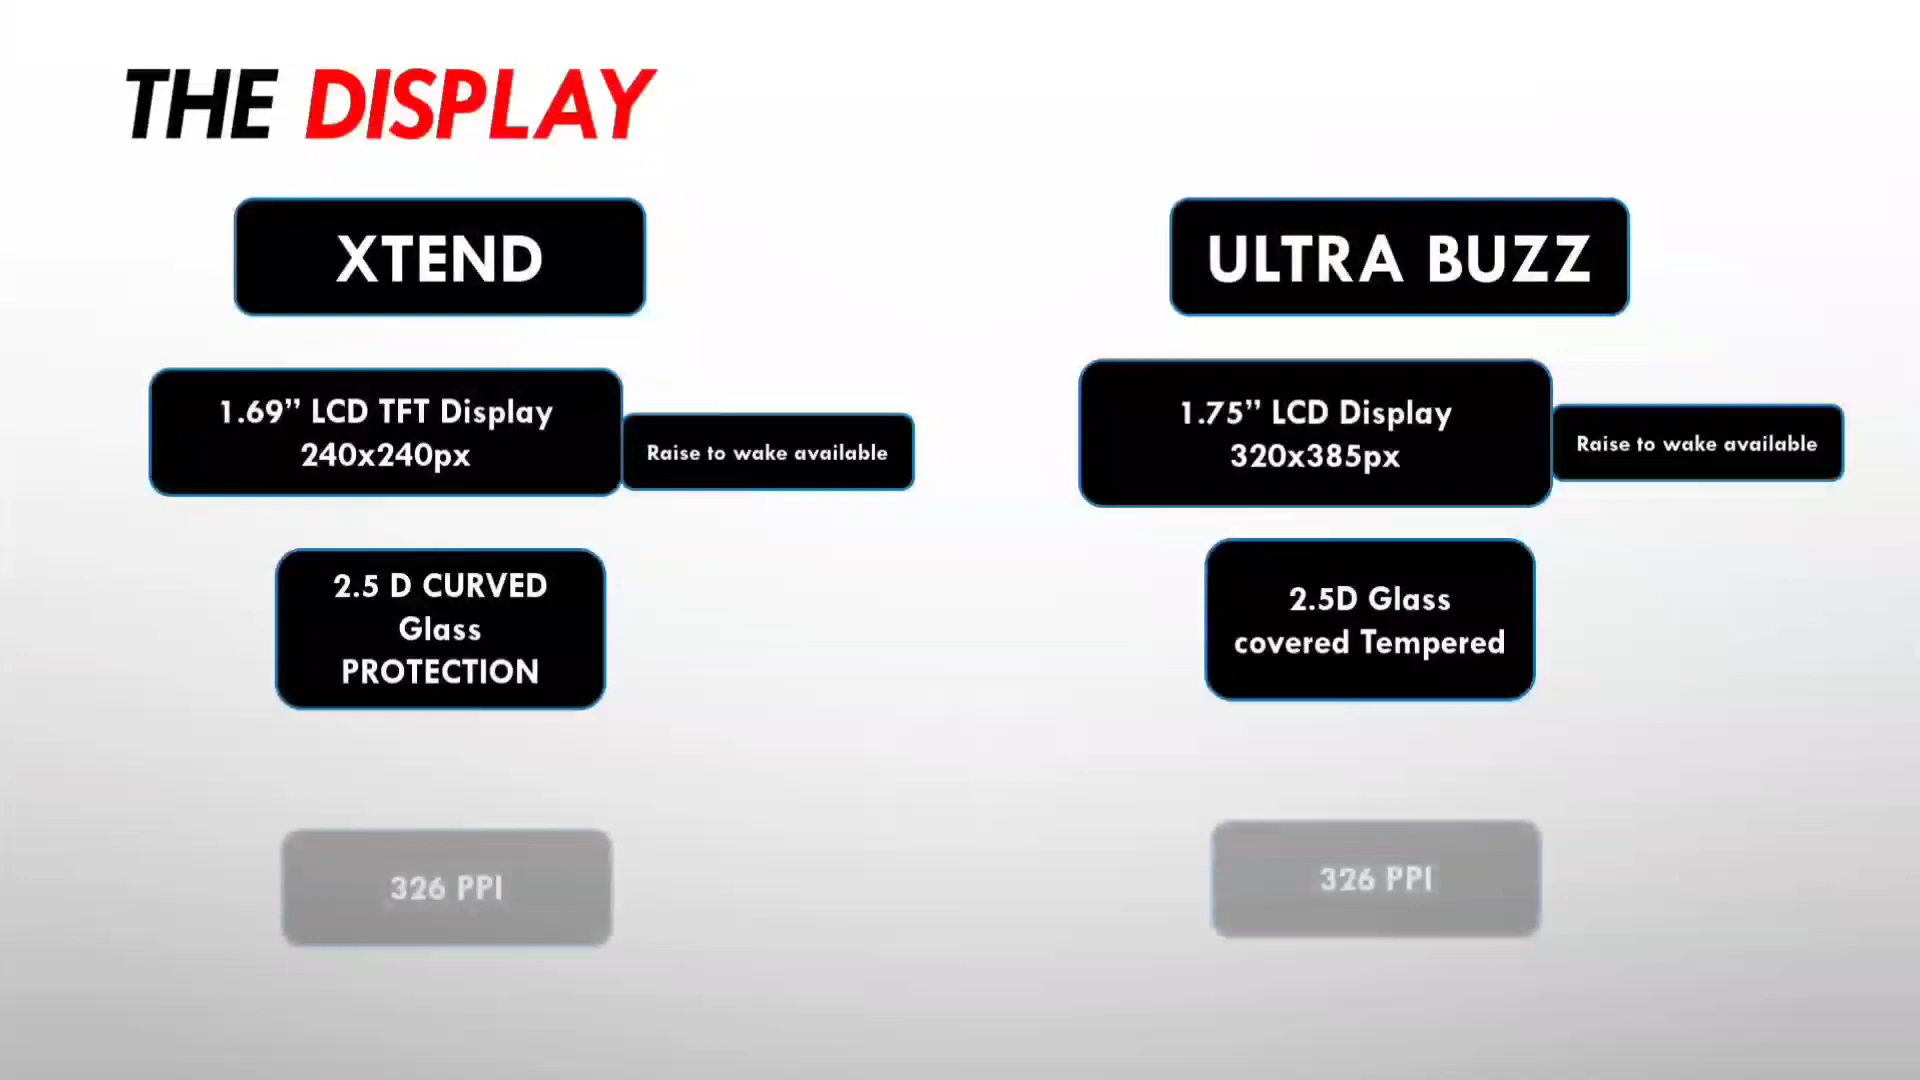 THE DISPLAY
XTEND
1.69” LCD TFT Display
240x240px
Raise to wake available
2.5 D CURVED
Glass
PROTECTION
326 PPI
ULTRA BUZZ
1.75” LCD Display
320x385px
Raise to wake available
2.5D Glass
covered Tempered
326 PPI